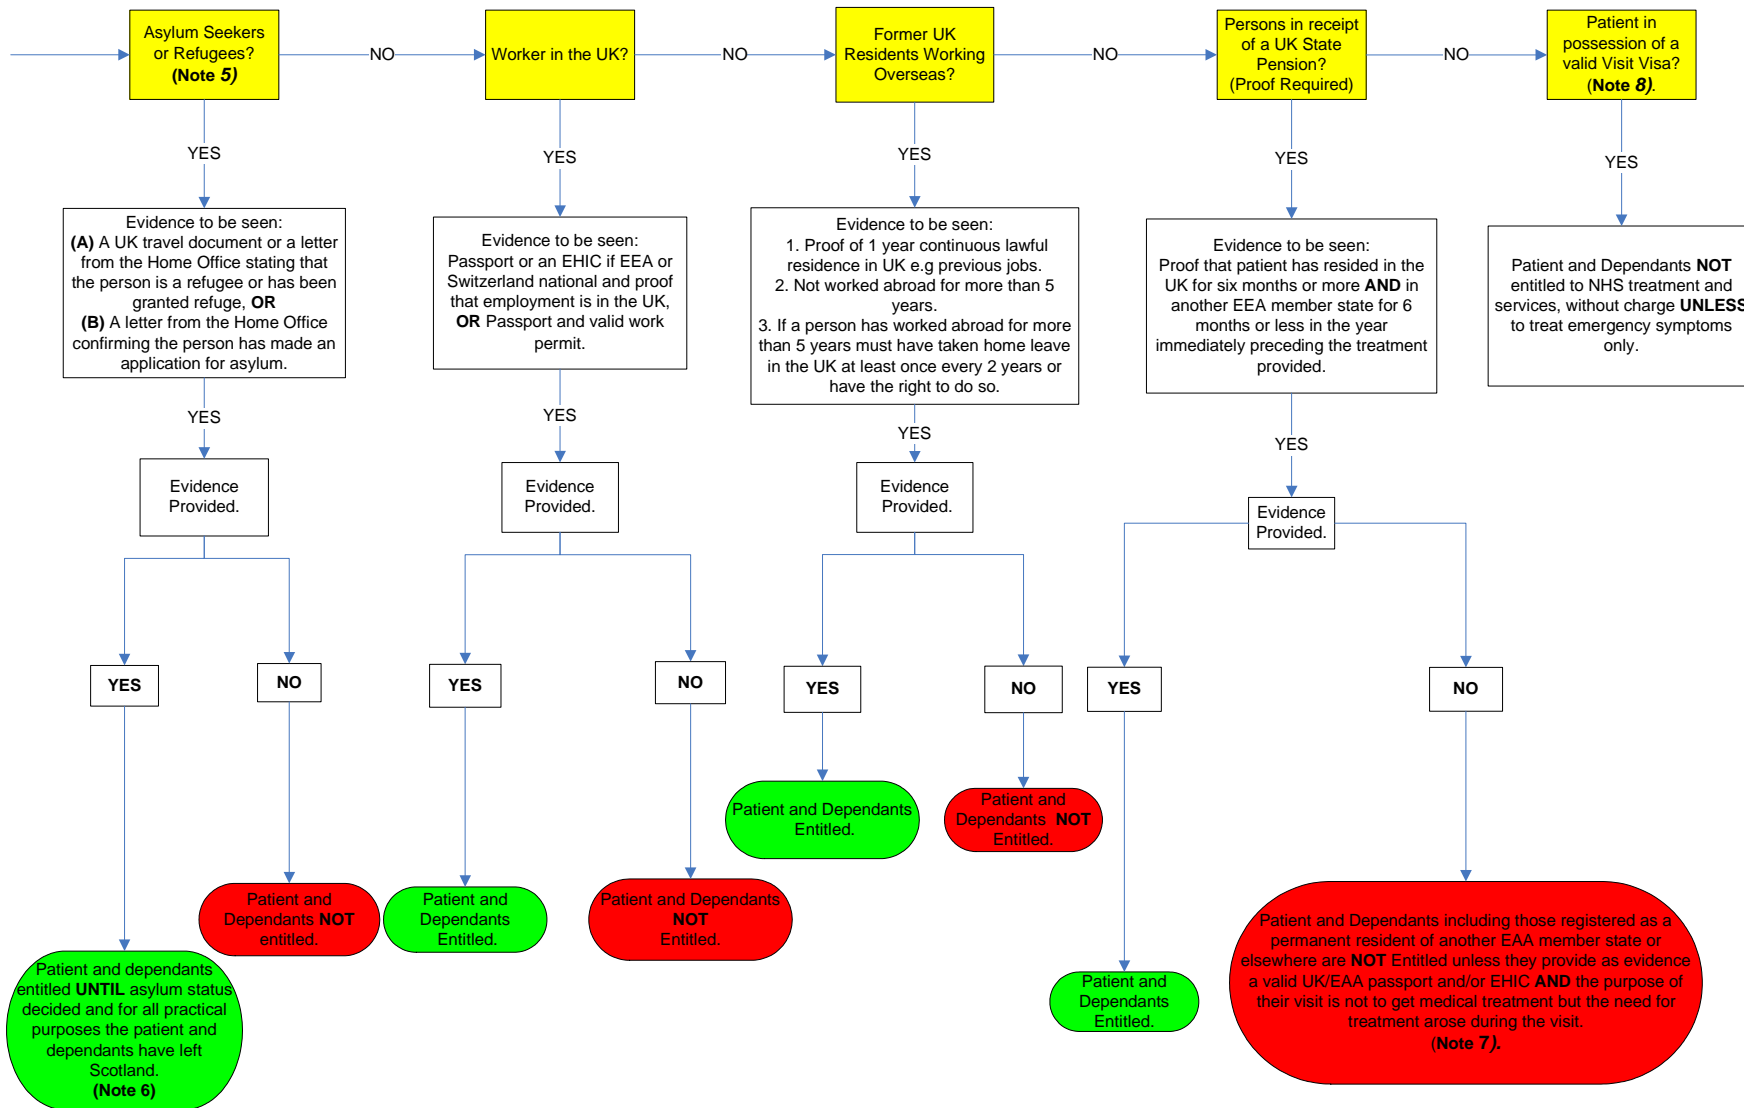 Asylum Seekers
or Refugees?
(Note 5)
NO
Worker in the UK?
NO
Former UK
Residents Working
Overseas?
NO
Persons in receipt
of a UK State
Pension?
(Proof Required)
NO
Patient in
possession of a
valid Visit Visa?
(Note 8).
YES
YES
YES
YES
YES
Evidence to be seen:
(A) A UK travel document or a letter
from the Home Office stating that
the person is a refugee or has been
granted refuge, OR
(B) A letter from the Home Office
confirming the person has made an
application for asylum.
Evidence to be seen:
Passport or an EHIC if EEA or
Switzerland national and proof
that employment is in the UK,
OR Passport and valid work
permit.
Evidence to be seen:
1. Proof of 1 year continuous lawful
residence in UK e.g previous jobs.
2. Not worked abroad for more than 5
years.
3. If a person has worked abroad for more
than 5 years must have taken home leave
in the UK at least once every 2 years or
have the right to do so.
Evidence to be seen:
Proof that patient has resided in the
UK for six months or more AND in
another EEA member state for 6
months or less in the year
immediately preceding the treatment
provided.
Patient and Dependants NOT
entitled to NHS treatment and
services, without charge UNLESS
to treat emergency symptoms
only.
YES
YES
YES
YES
Evidence
Provided.
Evidence
Provided.
Evidence
Provided.
Evidence
Provided.
YES
NO
YES
NO
YES
NO
YES
NO
Patient and Dependants
Entitled.
Patient and
Dependants NOT
Entitled.
Patient and
Dependants NOT
entitled.
Patient and
Dependants
Entitled.
Patient and Dependants
NOT
Entitled.
Patient and dependants
entitled UNTIL asylum status
decided and for all practical
purposes the patient and
dependants have left
Scotland.
(Note 6)
Patient and
Dependants
Entitled.
Patient and Dependants including those registered as a
permanent resident of another EAA member state or
elsewhere are NOT Entitled unless they provide as evidence
a valid UK/EAA passport and/or EHIC AND the purpose of
their visit is not to get medical treatment but the need for
treatment arose during the visit.
(Note 7).